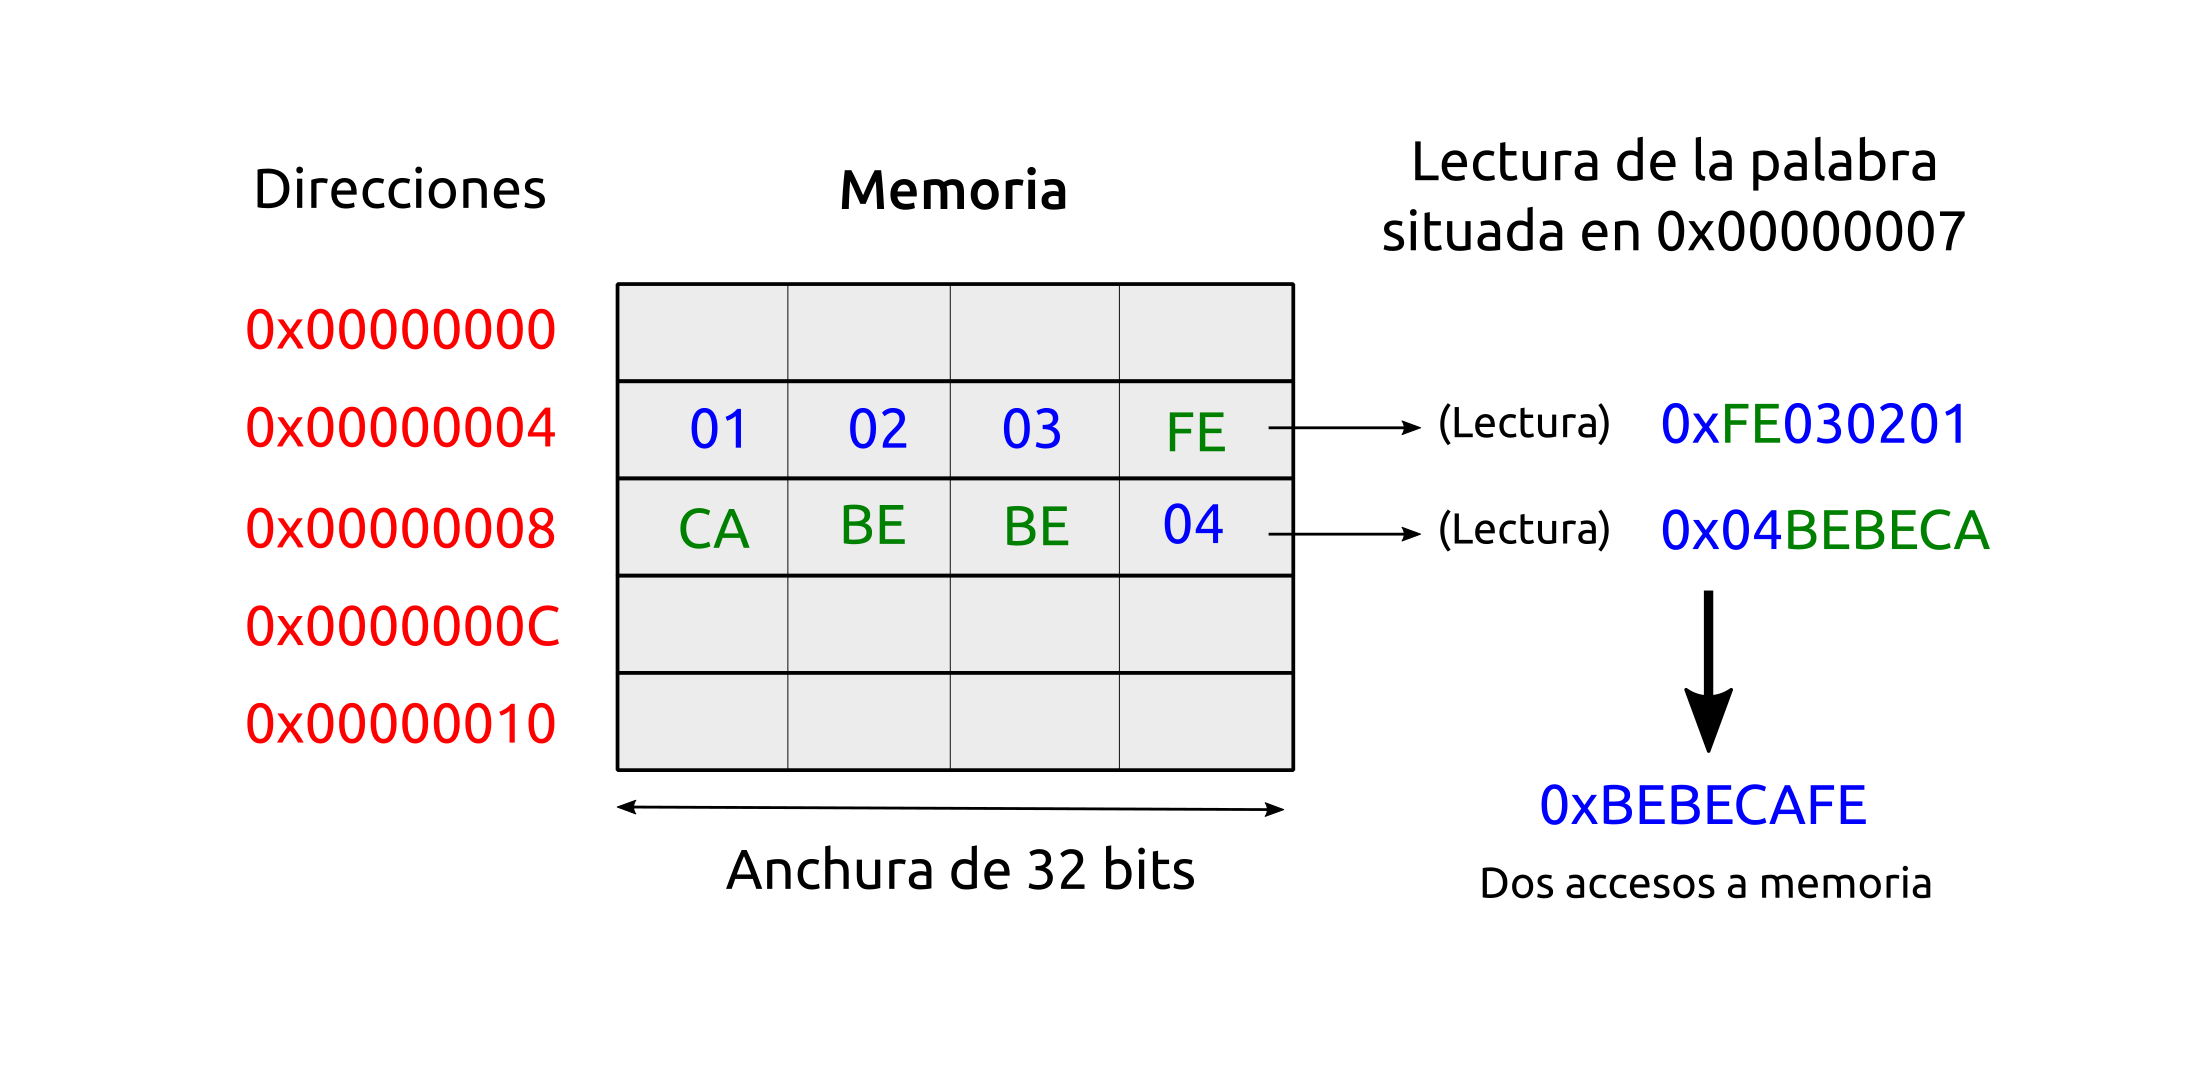 Direcciones
Memoria
Lectura de la palabra
situada en 0x00000007
0x00000000
0x00000004
01 02 03 FE
(Lectura) 0xFE030201
0x00000008
CA BE BE 04
(Lectura) 0x04BEBECA
0x0000000C
0x00000010
0xBEBECAFE
Anchura de 32 bits
Dos accesos a memoria